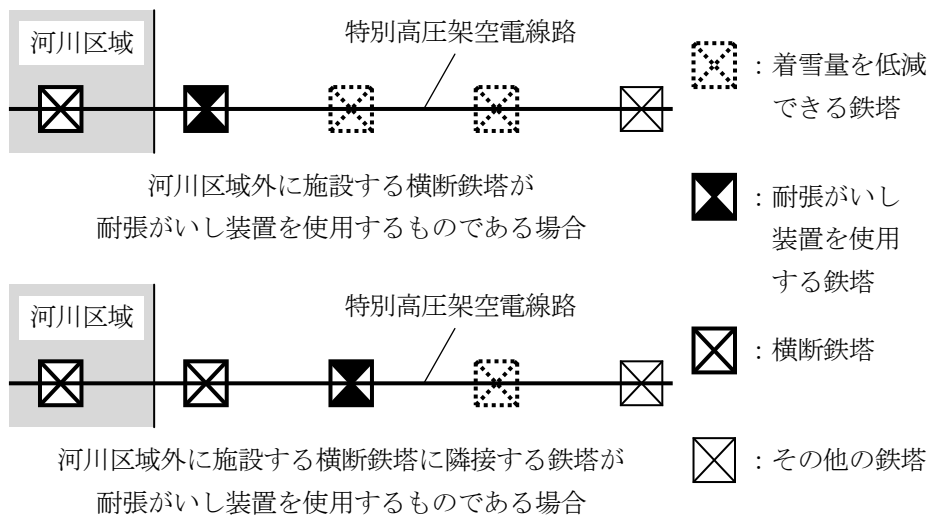 河川区域
特別高圧架空電線路
河川区域外に施設する横断鉄塔が
耐張がいし装置を使用するものである場合
河川区域
特別高圧架空電線路
河川区域外に施設する横断鉄塔に隣接する鉄塔が
耐張がいし装置を使用するものである場合
：着雪量を低減
できる鉄塔
：耐張がいし
装置を使用
する鉄塔
：横断鉄塔
：その他の鉄塔